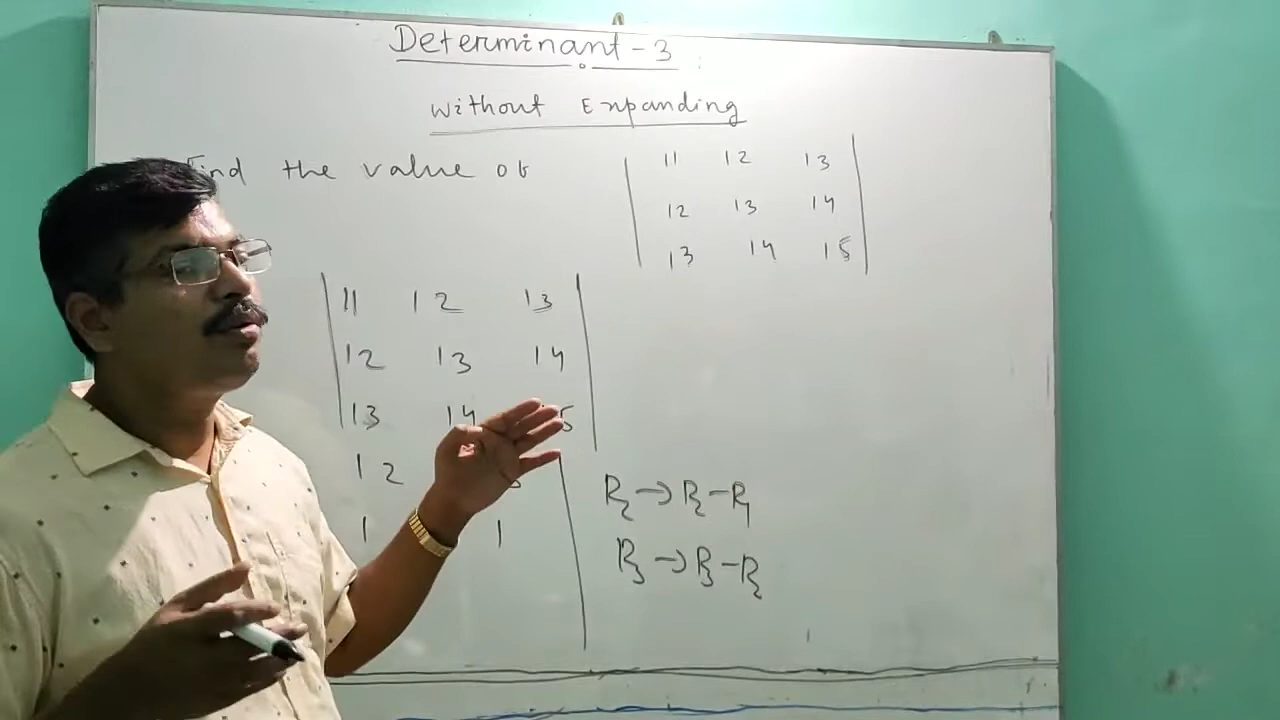 Determinant - 3
without Expanding
Find the value of
11 12 13
12 13 14
13 14 15
11 12 13
12 13 14
13 14 15
12
R2 → R2 - R1
1 1
R3 → R3 - R2